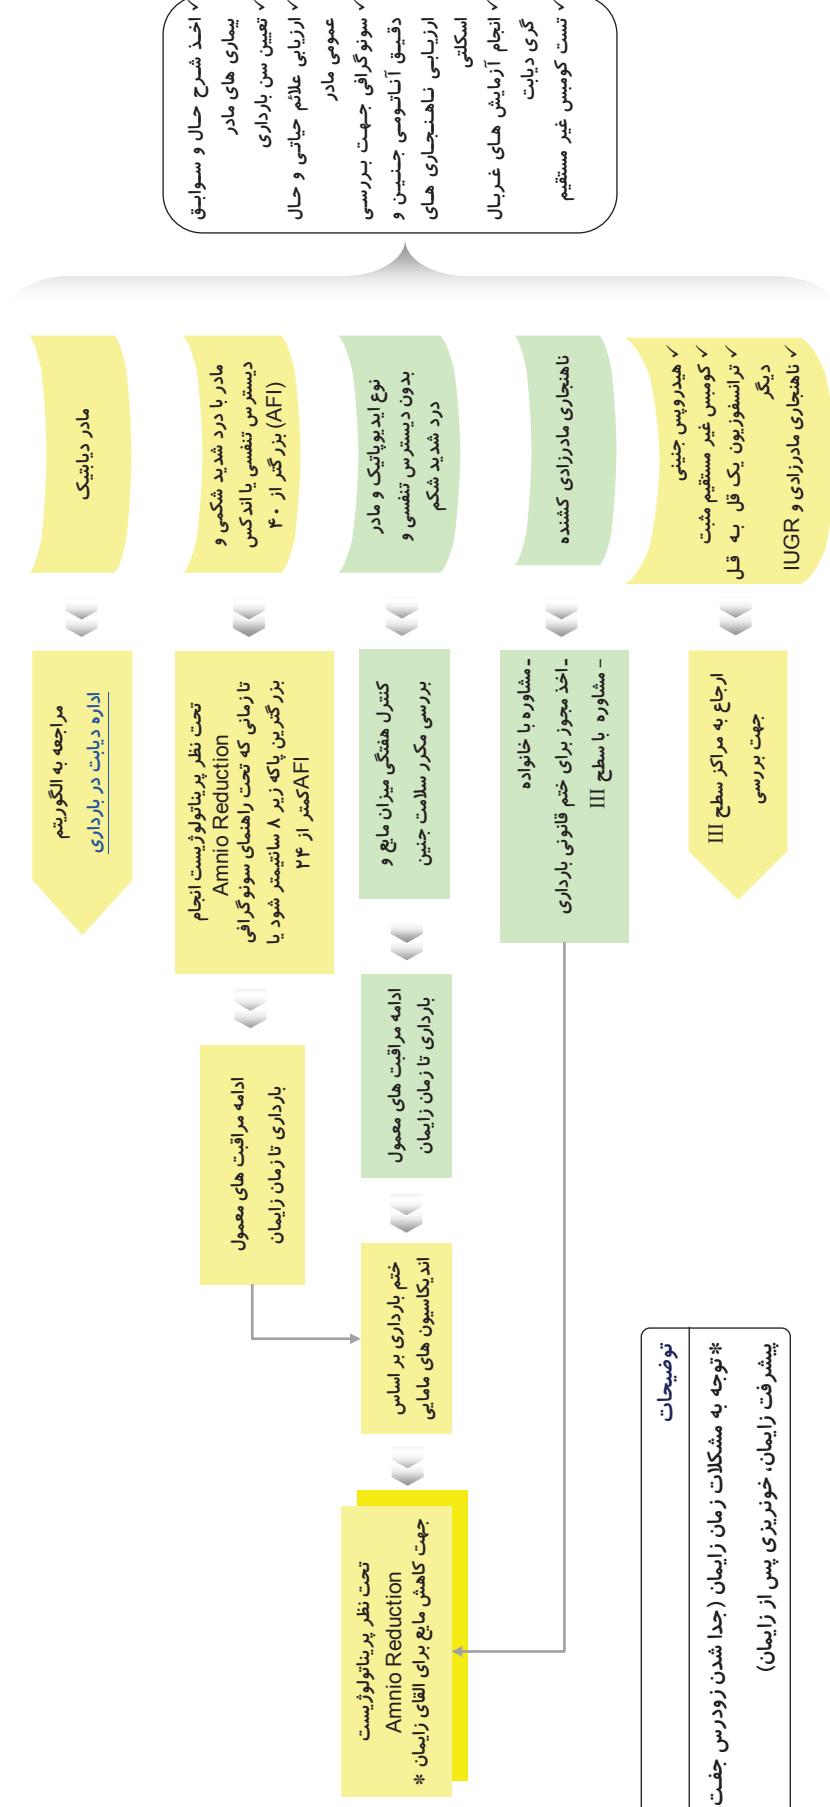 ✓ اخذ شرح حال و سوابق
بیماری های مادر
✓ تعیین سن بارداری
✓ ارزیابی علائم حیاتی و حال
عمومی مادر
✓ سونوگرافی جهت بررسی
دقیق آناتومی جنین و
ارزیابی ناهنجاری های
اسکلتی
✓ انجام آزمایش های غربال
گری دیابت
✓ تست کومبس غیر مستقیم
مادر دیابتیک
مراجعه به الگوریتم
اداره دیابت در بارداری
مادر با درد شدید شکمی و
دیسترس تنفسی یا اندکس
(AFI) بزرگتر از ۴۰
تحت نظر پریناتولوژیست انجام
Amnio Reduction
تا زمانی که تحت راهنمای سونوگرافی
بزرگترین پاکه زیر ۸ سانتیمتر شود یا
AFIکمتر از ۲۴
ادامه مراقبت های معمول
بارداری تا زمان زایمان
نوع ایدیوپاتیک و مادر
بدون دیسترس تنفسی و
درد شدید شکم
کنترل هفتگی میزان مایع و
بررسی مکرر سلامت جنین
ادامه مراقبت های معمول
بارداری تا زمان زایمان
ختم بارداری بر اساس
اندیکاسیون های مامایی
تحت نظر پریناتولوژیست
Amnio Reduction
جهت کاهش مایع برای القای زایمان *
ناهنجاری مادرزادی کشنده
- مشاوره با خانواده
- اخذ مجوز برای ختم قانونی بارداری
– مشاوره با سطح III
✓ هیدروپس جنینی
✓ کومبس غیر مستقیم مثبت
✓ ترانسفوزیون یک قل به قل
دیگر
✓ ناهنجاری مادرزادی و
IUGR
ارجاع به مراکز سطح III
جهت بررسی
توضیحات
*توجه به مشکلات زمان زایمان (جدا شدن زودرس جفت،
پیشرفت زایمان، خونریزی پس از زایمان)